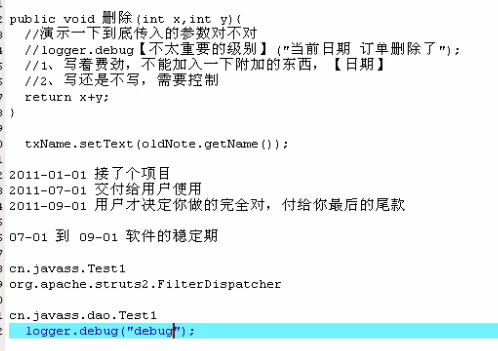 public void 删除(int x,int y){
//演示一下到底传入的参数对不对
//logger.debug【不太重要的级别】("当前日期 订单删除了");
//1、写着费劲，不能加入一下附加的东西，【日期】
//2、写还是不写，需要控制
return x+y;
}
txName.setText(oldNote.getName());
2011-01-01 接了个项目
2011-07-01 交付给用户使用
2011-09-01 用户才决定你做的完全对，付给你最后的尾款
07-01 到 09-01 软件的稳定期
cn.javass.Test1
org.apache.struts2.FilterDispatcher
cn.javass.dao.Test1
logger.debug("debug");